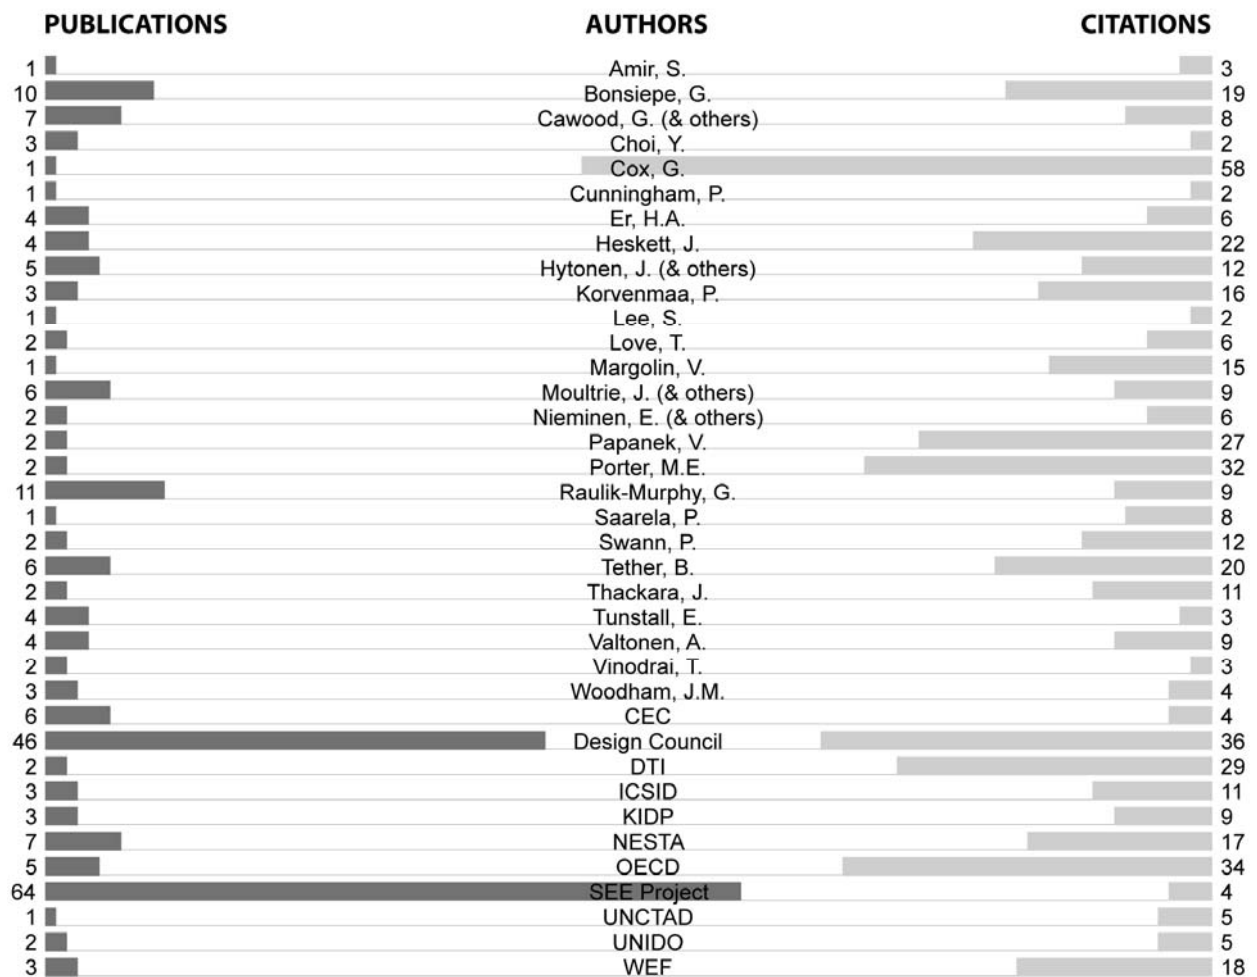 PUBLICATIONS AUTHORS CITATIONS
1 Amir, S. 3
10 Bonsiepe, G. 19
7 Cawood, G. (& others) 8
3 Choi, Y. 2
1 Cox, G. 58
1 Cunningham, P. 2
4 Er, H.A. 6
4 Heskett, J. 22
5 Hytonen, J. (& others) 12
3 Korvenmaa, P. 16
1 Lee, S. 2
2 Love, T. 6
1 Margolin, V. 15
6 Moultrie, J. (& others) 9
2 Nieminen, E. (& others) 6
2 Papanek, V. 27
2 Porter, M.E. 32
11 Raulik-Murphy, G. 9
1 Saarela, P. 8
2 Swann, P. 12
6 Tether, B. 20
2 Thackara, J. 11
4 Tunstall, E. 3
4 Valtonen, A. 9
2 Vinodrai, T. 3
3 Woodham, J.M. 4
6 CEC 4
46 Design Council 36
2 DTI 29
3 ICSID 11
3 KIDP 9
7 NESTA 17
5 OECD 34
64 SEE Project 4
1 UNCTAD 5
2 UNIDO 5
3 WEF 18